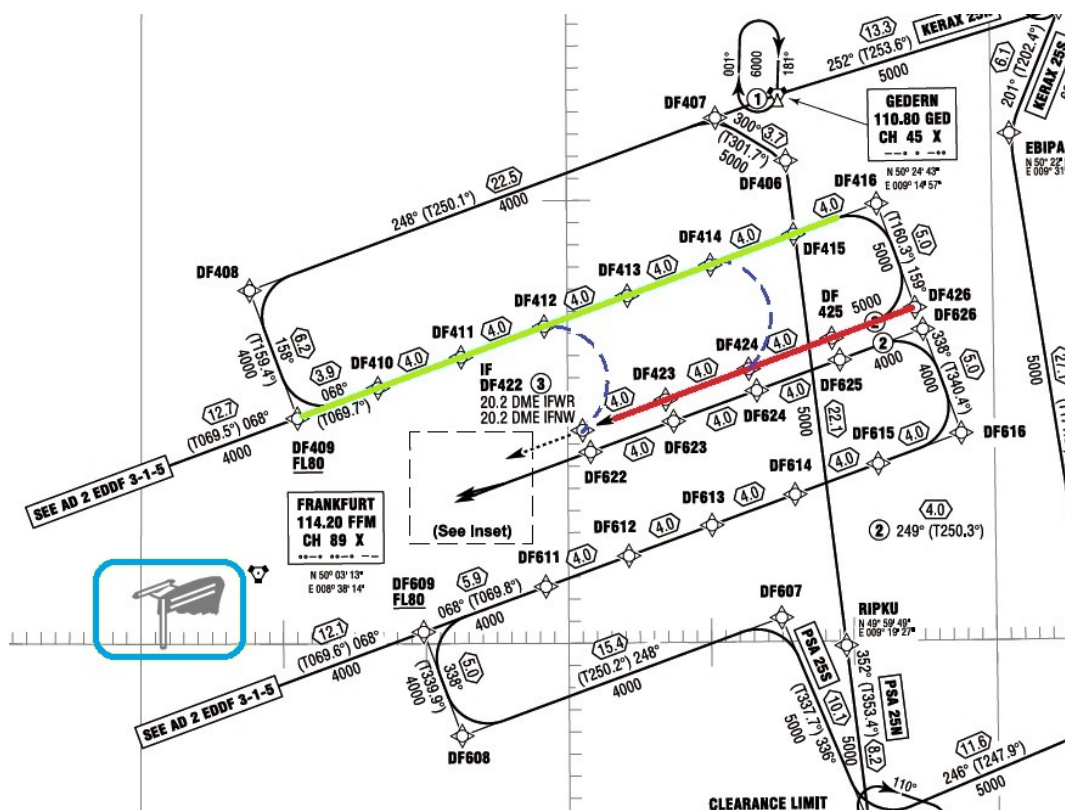 13.3
KERAX 25N
252° (T253.6°)
5000
6.1
201° (T202.4°)
KERAX 25S
001°
6000
181°
1
DF407
300°
3.7
(T301.7°)
5000
DF406
GEDERN
110.80 GED
CH 45 X
N 50° 24' 43"
E 009° 14' 57"
EBIPA
N 50° 22'
E 009° 31'
22.5
248° (T250.1°)
4000
DF416
4.0
DF415
(T160.3°)
5.0
159°
5000
DF414
4.0
DF413
4.0
DF412
4.0
DF411
4.0
DF410
4.0
DF408
6.2
158°
(T159.4°)
4000
3.9
068°
(T069.7°)
12.7
(T069.5°) 068°
4000
DF409
FL80
SEE AD 2 EDDF 3-1-5
DF
425
5000
2
DF426
DF626
IF
DF422 3
20.2 DME IFWR
20.2 DME IFNW
4.0
DF423
4.0
DF424
4.0
2
4000
338°
5.0
(T340.4°)
DF625
4.0
DF624
4.0
DF623
4.0
DF622
5000
22.1
(See Inset)
DF616
4.0
DF615
4.0
DF614
4.0
DF613
4.0
DF612
4.0
DF611
4.0
2 249° (T250.3°)
FRANKFURT
114.20 FFM
CH 89 X
N 50° 03' 13"
E 008° 38' 14"
DF609
FL80
5.9
068° (T069.8°)
4000
12.1
(T069.6°) 068°
4000
SEE AD 2 EDDF 3-1-5
5.0
338°
(T339.9°)
4000
DF608
15.4
(T250.2°) 248°
4000
DF607
PSA 25S
10.1
(T337.7°) 336°
5000
RIPKU
N 49° 59' 49"
E 009° 19' 27"
352° (T353.4°)
8.2
5000
PSA 25N
11.6
246° (T247.9°)
5000
110°
CLEARANCE LIMIT